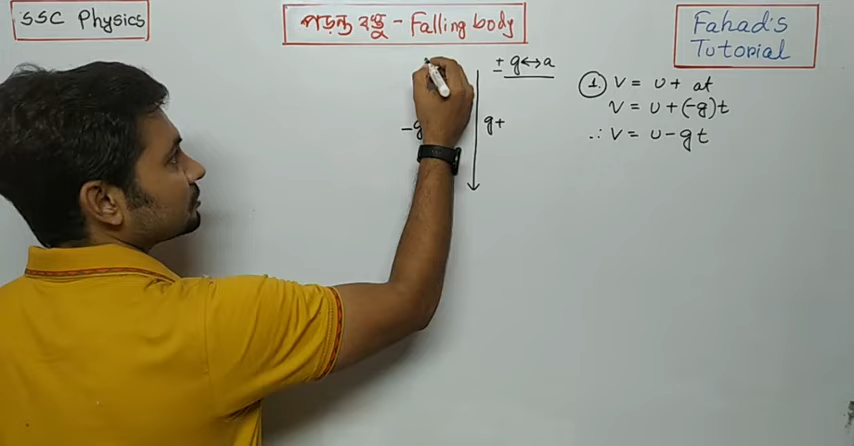 SSC Physics
পড়ন্ত বস্তু - Falling body
Fahad's
Tutorial
± g↔a
-g
g+
1. V = u + at
V = u + (-g)t
∴ V = u - gt